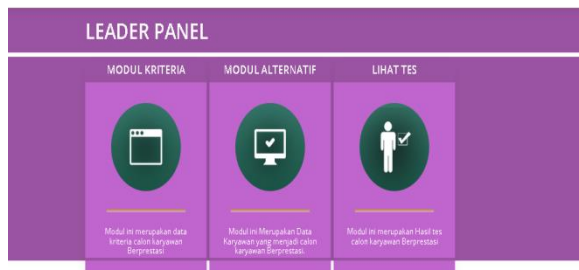 LEADER PANEL
MODUL KRITERIA
MODUL ALTERNATIF
LIHAT TES
Modul ini merupakan data
kriteria calon karyawan
Berprestasi
Modul Ini Merupakan Data
Karyawan yang menjadi calon
karyawan Berprestasi.
Modul ini merupakan Hasil tes
calon karyawan Berprestasi